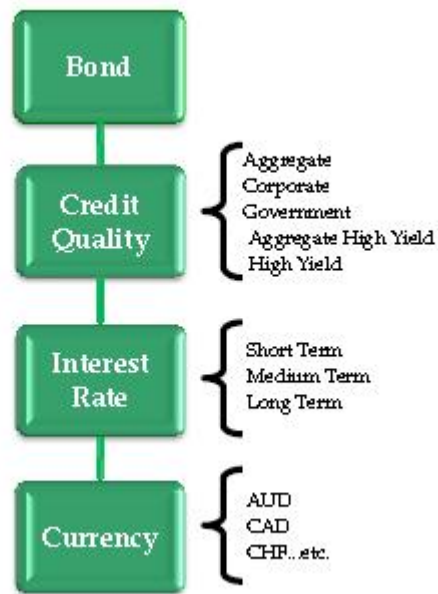 Bond
Credit
Quality
Aggregate
Corporate
Government
Aggregate High Yield
High Yield
Interest
Rate
Short Term
Medium Term
Long Term
Currency
AUD
CAD
CHF...etc.